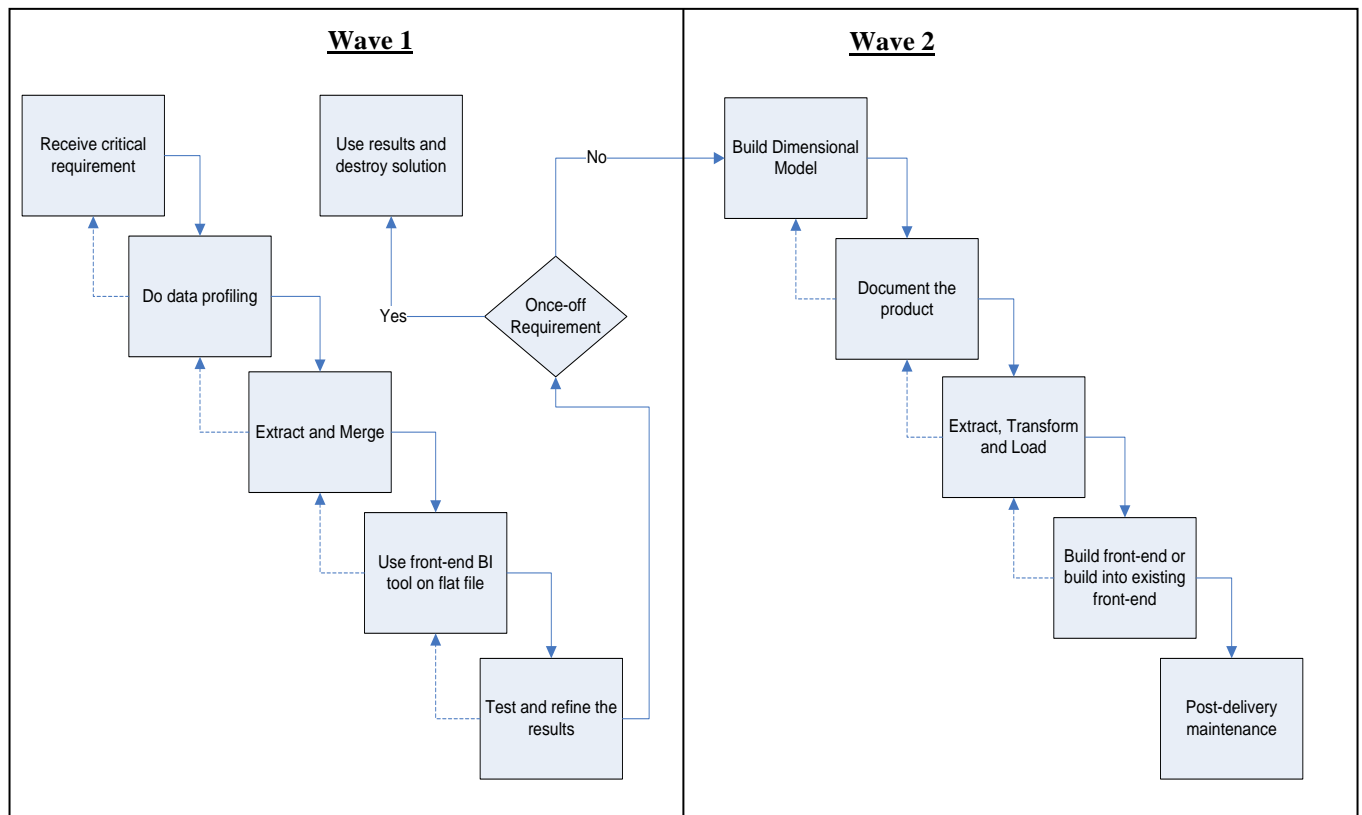 Wave 1
Receive critical
requirement
Use results and
destroy solution
Do data profiling
Once-off
Requirement
Yes
No
Extract and Merge
Use front-end BI
tool on flat file
Test and refine the
results
Wave 2
Build Dimensional
Model
Document the
product
Extract, Transform
and Load
Build front-end or
build into existing
front-end
Post-delivery
maintenance